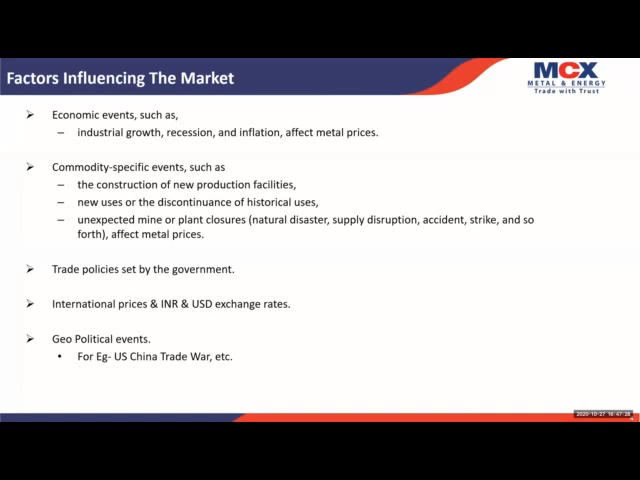 Factors Influencing The Market
MCX
METAL & ENERGY
Trade with Trust
➢ Economic events, such as,
– industrial growth, recession, and inflation, affect metal prices.
➢ Commodity-specific events, such as
– the construction of new production facilities,
– new uses or the discontinuance of historical uses,
– unexpected mine or plant closures (natural disaster, supply disruption, accident, strike, and so
forth), affect metal prices.
➢ Trade policies set by the government.
➢ International prices & INR & USD exchange rates.
➢ Geo Political events.
• For Eg- US China Trade War, etc.
2020-10-27 16:47:28